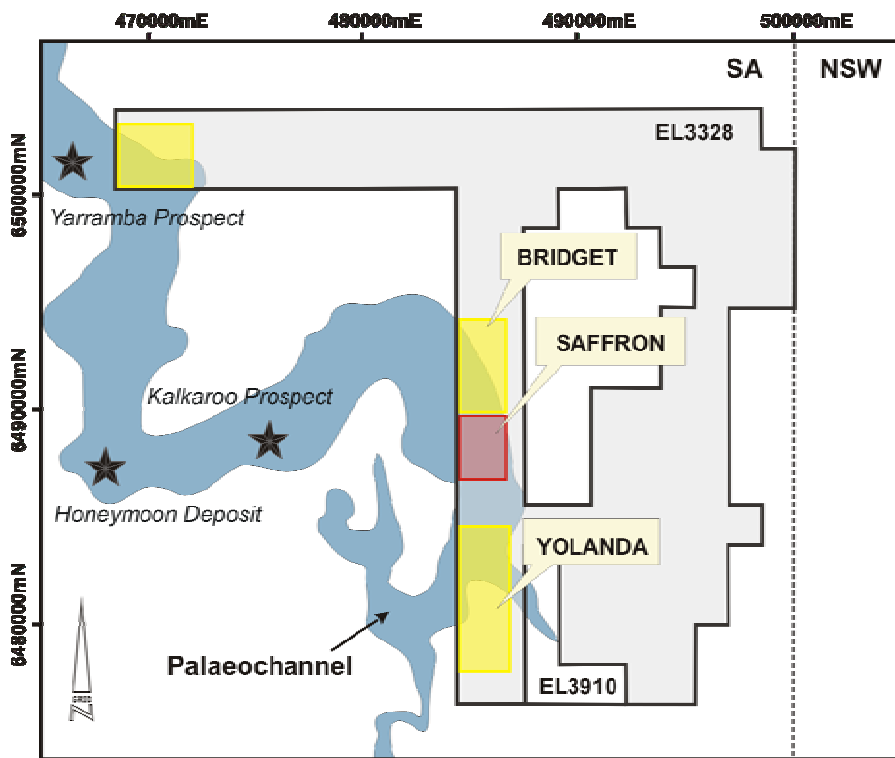 470000mE
480000mE
490000mE
500000mE
SA
NSW
EL3328
6500000mN
Yarramba Prospect
BRIDGET
SAFFRON
Kalkaroo Prospect
6490000mN
Honeymoon Deposit
YOLANDA
6480000mN
Palaeochannel
EL3910
GRID
N